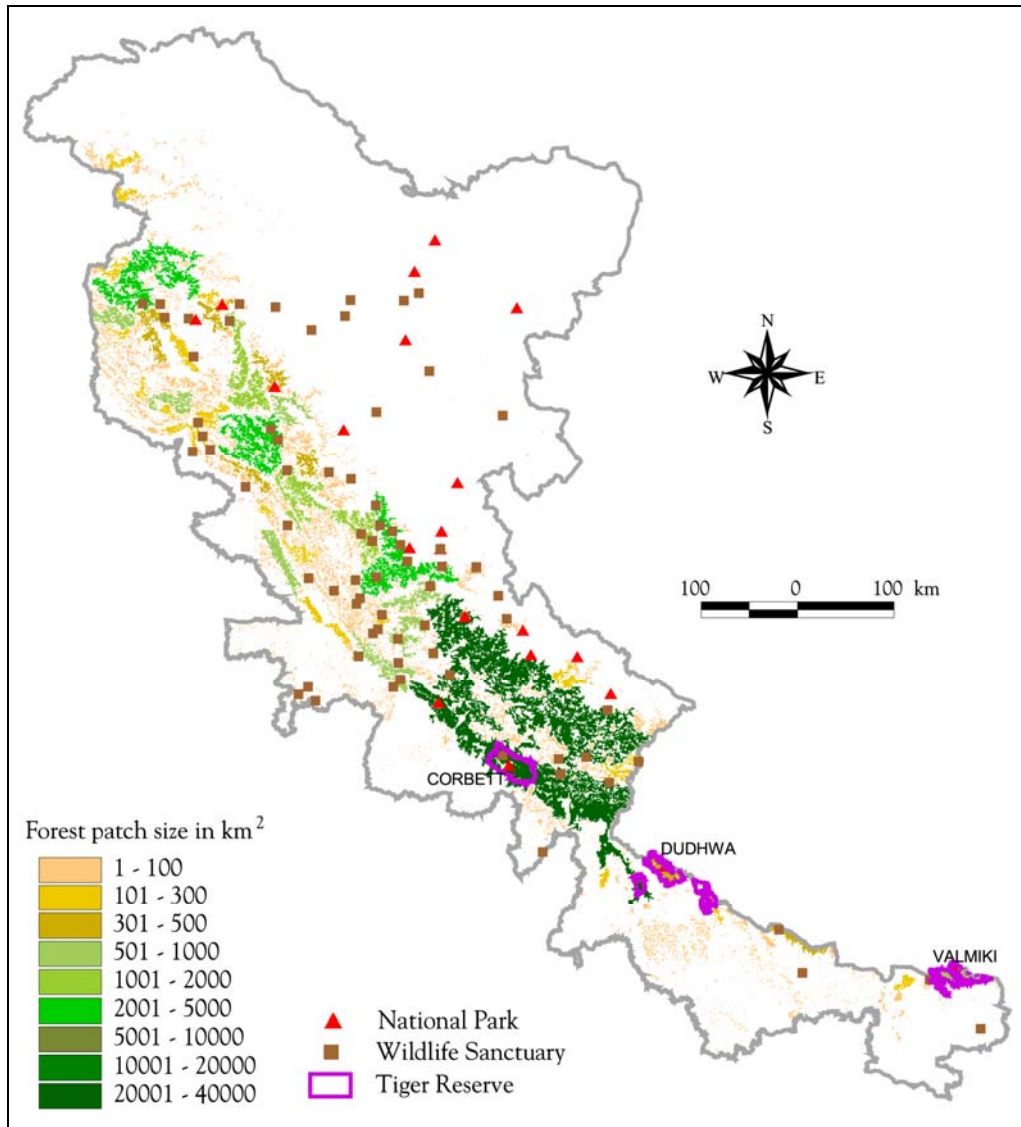 N
W E
S
100 0 100 km
CORBETT
DUDHWA
VALMIKI
Forest patch size in km²
1 - 100
101 - 300
301 - 500
501 - 1000
1001 - 2000
2001 - 5000
5001 - 10000
10001 - 20000
20001 - 40000
National Park
Wildlife Sanctuary
Tiger Reserve